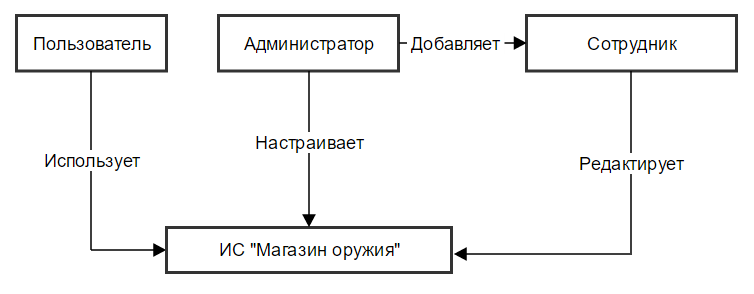 Пользователь
Администратор
Добавляет
Сотрудник
Использует
Настраивает
Редактирует
ИС "Магазин оружия"